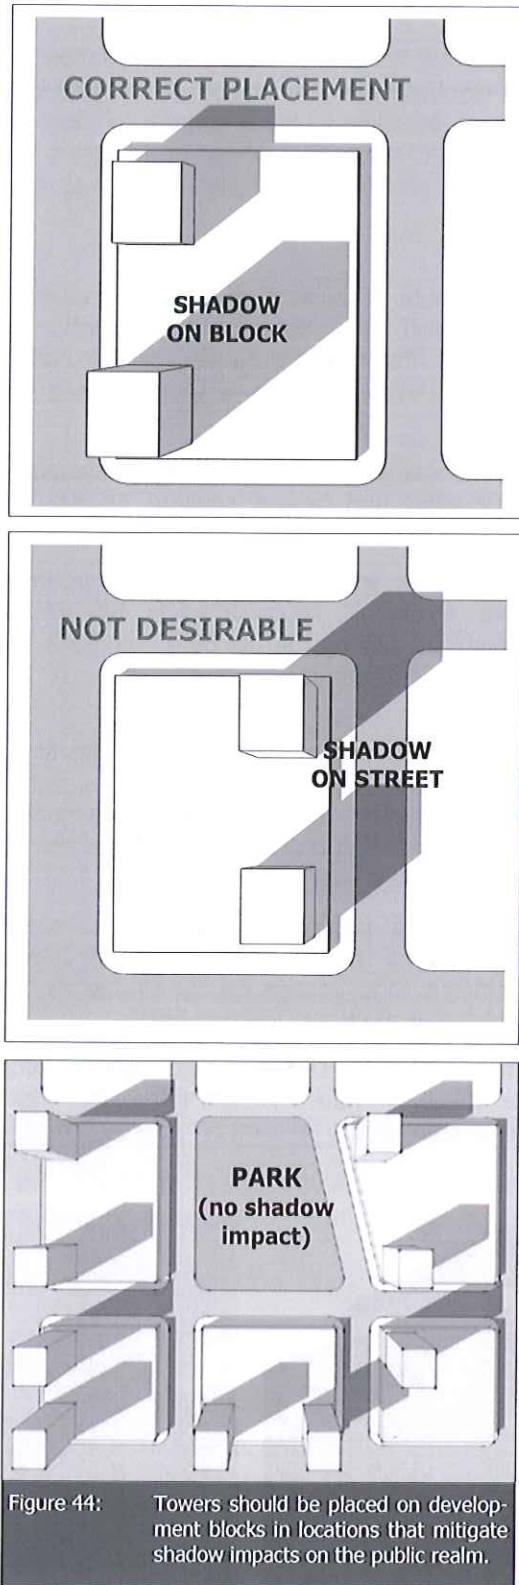 CORRECT PLACEMENT
SHADOW
ON BLOCK
NOT DESIRABLE
SHADOW
ON STREET
PARK
(no shadow
impact)
Figure 44: Towers should be placed on develop-
ment blocks in locations that mitigate
shadow impacts on the public realm.